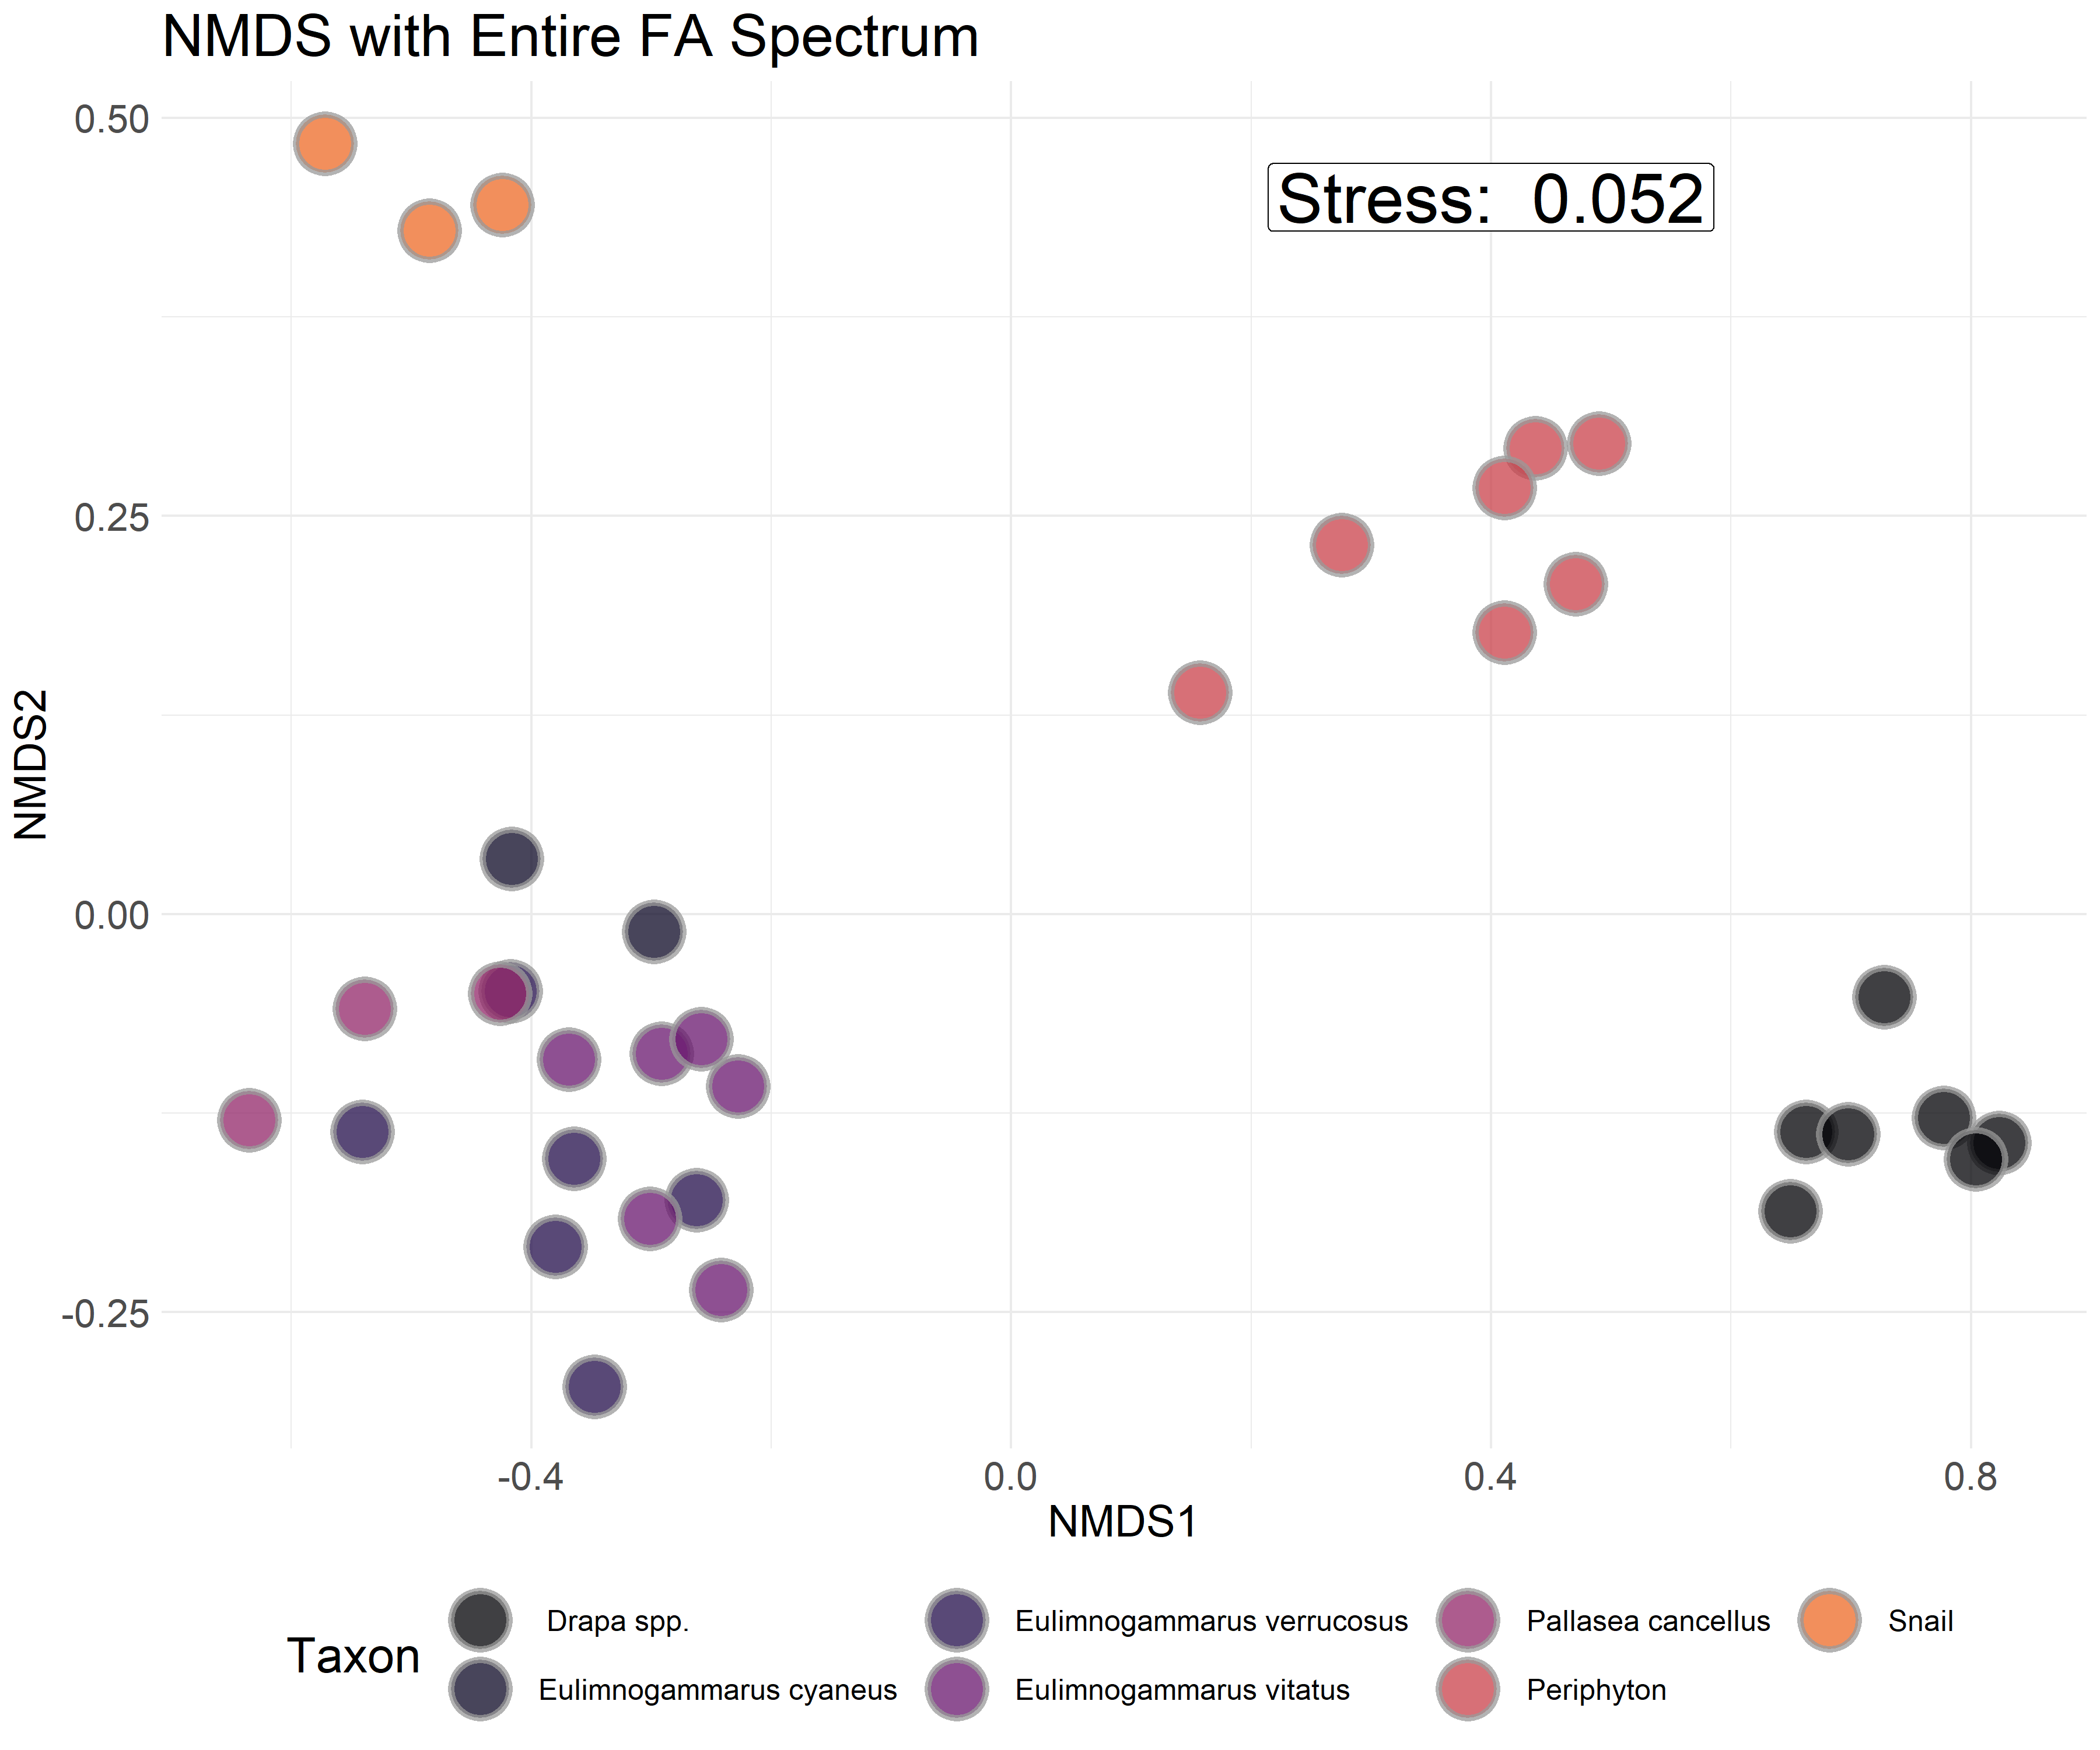 NMDS with Entire FA Spectrum
0.50
Stress:  0.052
0.25
NMDS2
0.00
-0.25
-0.4 0.0 0.4 0.8
NMDS1
Taxon
Drapa spp.
Eulimnogammarus verrucosus
Pallasea cancellus
Snail
Eulimnogammarus cyaneus
Eulimnogammarus vitatus
Periphyton